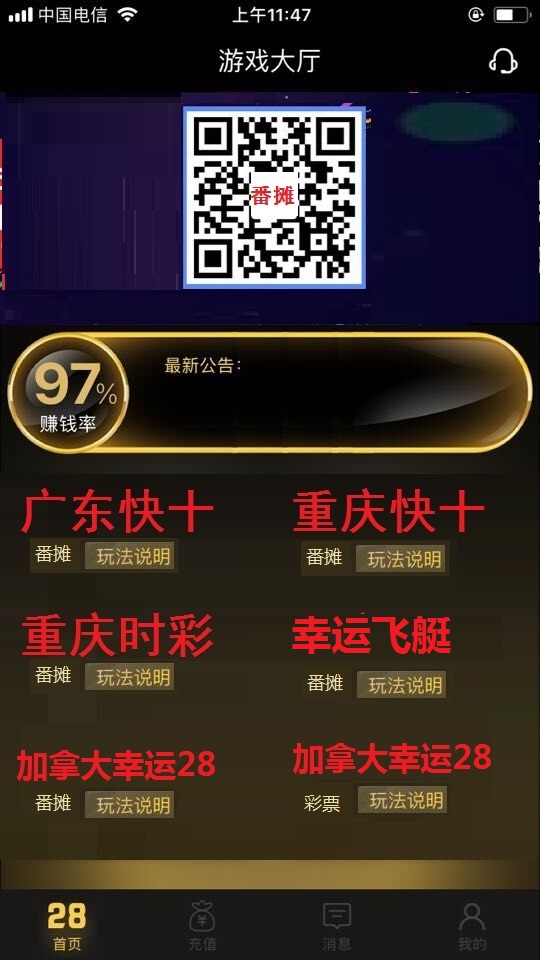 中国电信 上午11:47
游戏大厅
番摊
97%
赚钱率
最新公告：
广东快十 重庆快十
番摊 玩法说明 番摊 玩法说明
重庆时彩 幸运飞艇
番摊 玩法说明 番摊 玩法说明
加拿大幸运28 加拿大幸运28
番摊 玩法说明 彩票 玩法说明
28
首页 充值 消息 我的